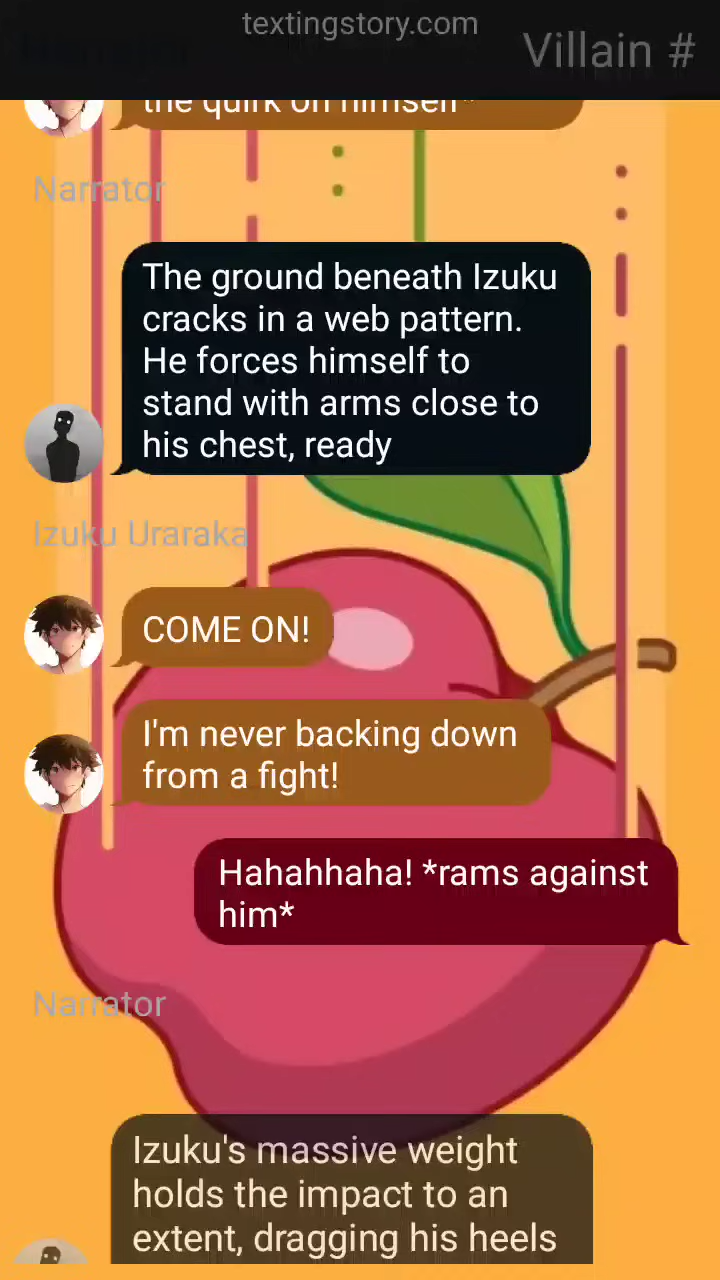 textingstory.com
Villain #
the quirk on himself*
Narrator
The ground beneath Izuku
cracks in a web pattern.
He forces himself to
stand with arms close to
his chest, ready
Izuku Uraraka
COME ON!
I'm never backing down
from a fight!
Hahahhaha! *rams against
him*
Narrator
Izuku's massive weight
holds the impact to an
extent, dragging his heels